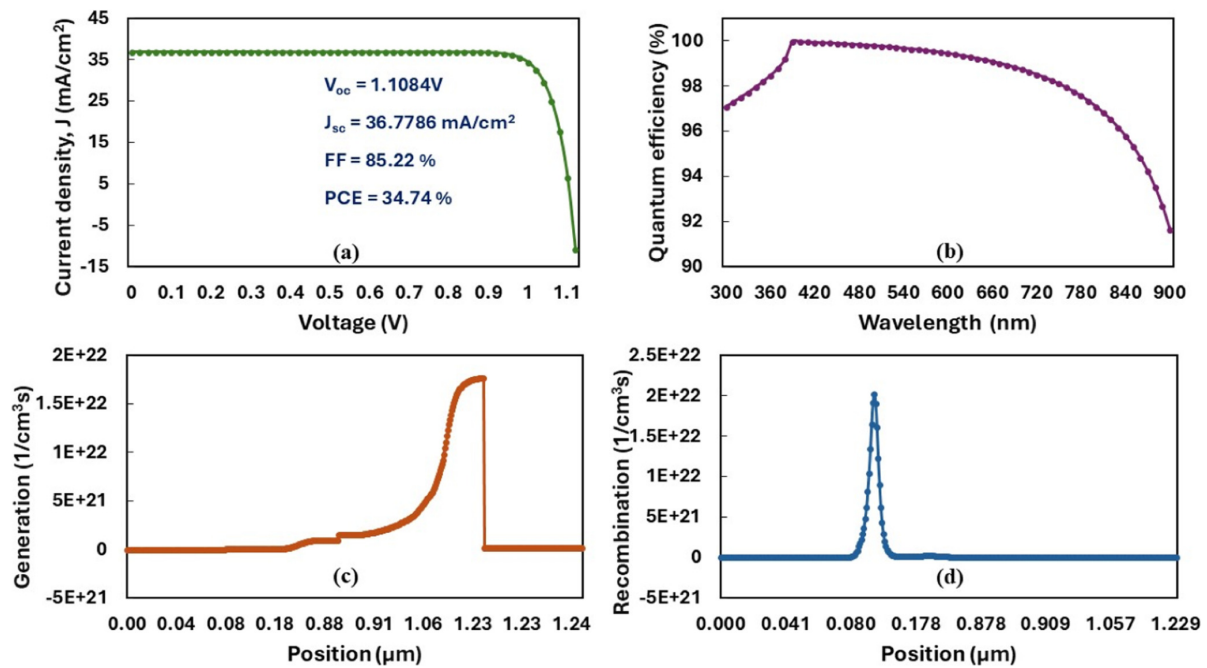 45
35
25
15
5
-5
-15
Current density, J (mA/cm²)
V_oc = 1.1084V
J_sc = 36.7786 mA/cm²
FF = 85.22 %
PCE = 34.74 %
(a)
0 0.1 0.2 0.3 0.4 0.5 0.6 0.7 0.8 0.9 1 1.1
Voltage (V)
100
98
96
94
92
90
Quantum efficiency (%)
(b)
300 360 420 480 540 600 660 720 780 840 900
Wavelength (nm)
2E+22
1.5E+22
1E+22
5E+21
0
-5E+21
Generation (1/cm³s)
(c)
0.00 0.04 0.08 0.18 0.88 0.91 1.06 1.23 1.23 1.24
Position (µm)
2.5E+22
2E+22
1.5E+22
1E+22
5E+21
0
-5E+21
Recombination (1/cm³s)
(d)
0.000 0.041 0.080 0.178 0.878 0.909 1.057 1.229
Position (µm)